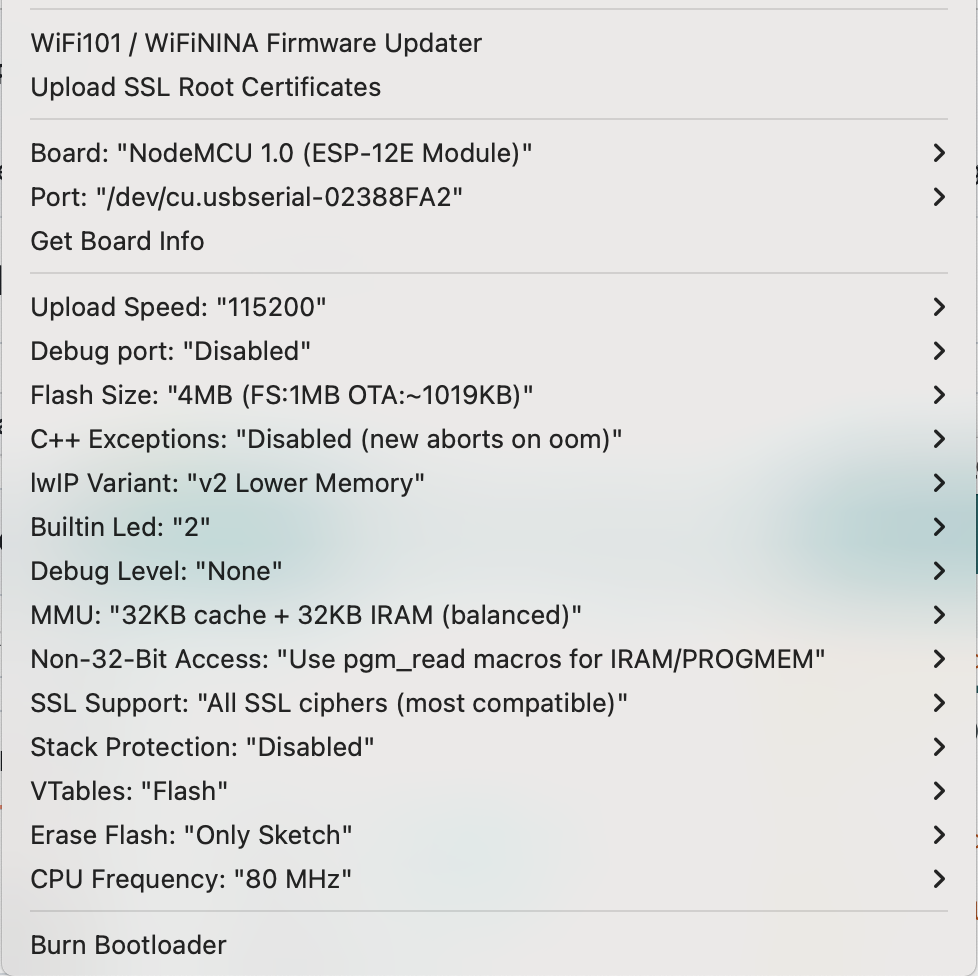 WiFi101 / WiFiNINA Firmware Updater
Upload SSL Root Certificates
Board: "NodeMCU 1.0 (ESP-12E Module)"
Port: "/dev/cu.usbserial-02388FA2"
Get Board Info
Upload Speed: "115200"
Debug port: "Disabled"
Flash Size: "4MB (FS:1MB OTA:~1019KB)"
C++ Exceptions: "Disabled (new aborts on oom)"
lwIP Variant: "v2 Lower Memory"
Builtin Led: "2"
Debug Level: "None"
MMU: "32KB cache + 32KB IRAM (balanced)"
Non-32-Bit Access: "Use pgm_read macros for IRAM/PROGMEM"
SSL Support: "All SSL ciphers (most compatible)"
Stack Protection: "Disabled"
VTables: "Flash"
Erase Flash: "Only Sketch"
CPU Frequency: "80 MHz"
Burn Bootloader